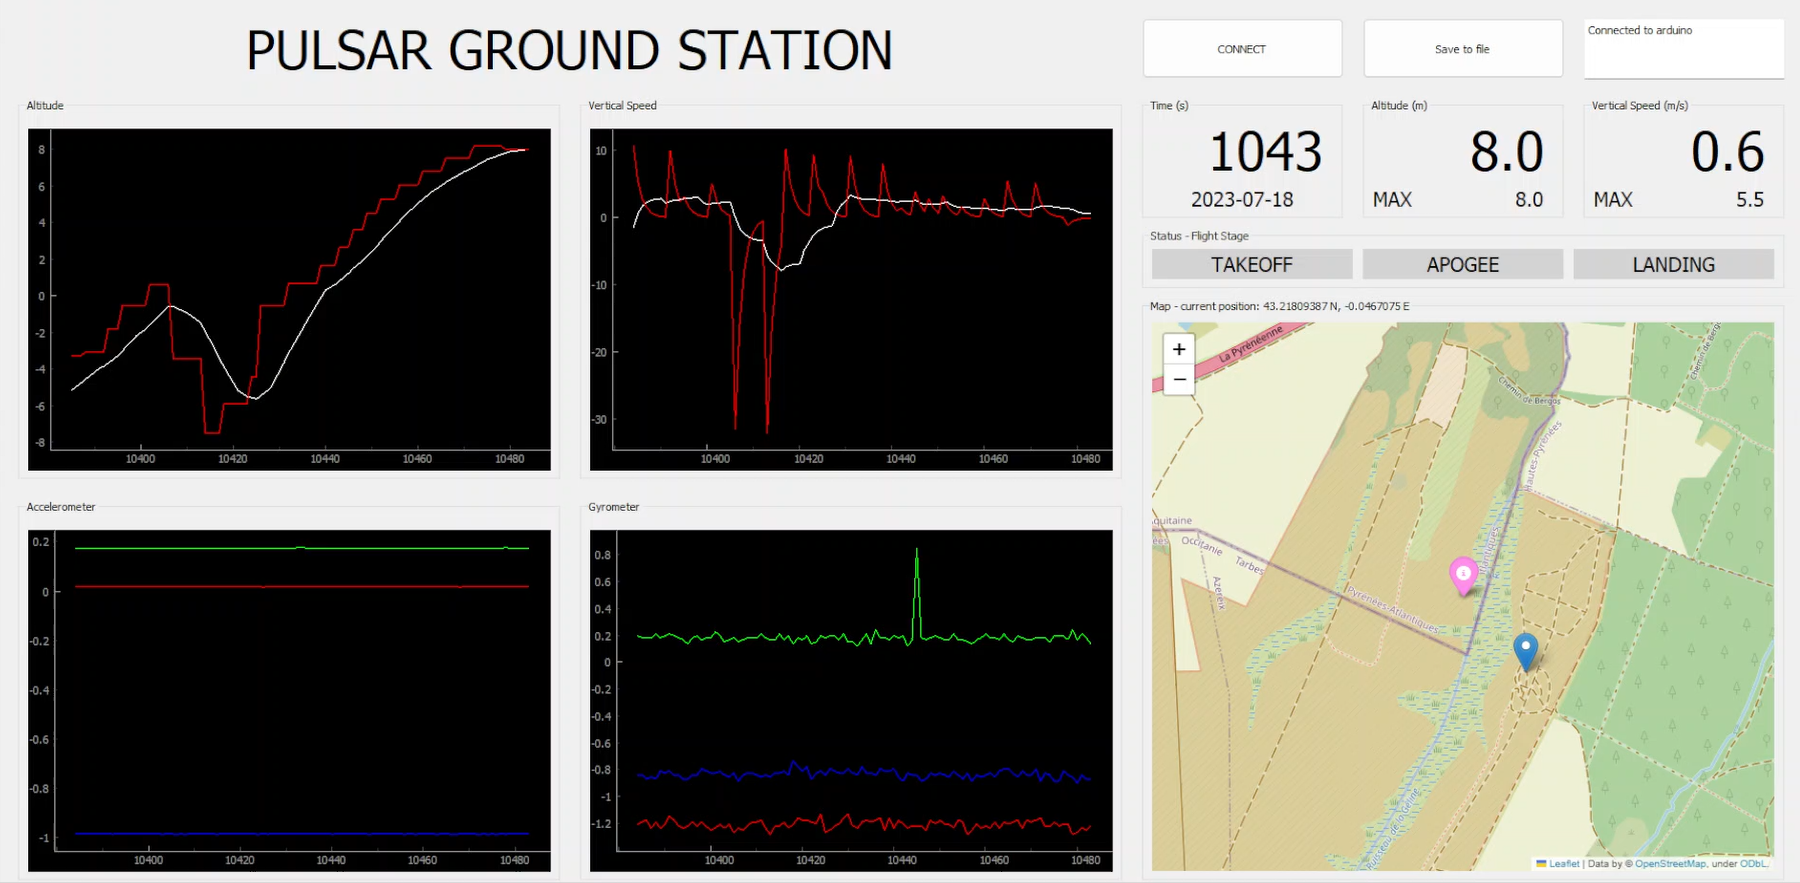 PULSAR GROUND STATION
CONNECT
Save to file
Connected to arduino
Altitude
8
6
4
2
0
-2
-4
-6
-8
10400
10420
10440
10460
10480
Vertical Speed
10
0
-10
-20
-30
10400
10420
10440
10460
10480
Time (s)
1043
2023-07-18
Altitude (m)
8.0
MAX 8.0
Vertical Speed (m/s)
0.6
MAX 5.5
Status - Flight Stage
TAKEOFF
APOGEE
LANDING
Accelerometer
0.2
0
-0.2
-0.4
-0.6
-0.8
-1
10400
10420
10440
10460
10480
Gyrometer
0.8
0.6
0.4
0.2
0
-0.2
-0.4
-0.6
-0.8
-1
-1.2
10400
10420
10440
10460
10480
Map - current position: 43.21809387 N, -0.0467075 E
+
−
La Pyrénéenne
Chemin de Bergos
Hautes-Pyrénées
Occitanie
Tarbes
Azereix
Pyrénées-Atlantiques
Ruisseau de la Géline
Leaflet | Data by © OpenStreetMap, under ODbL.